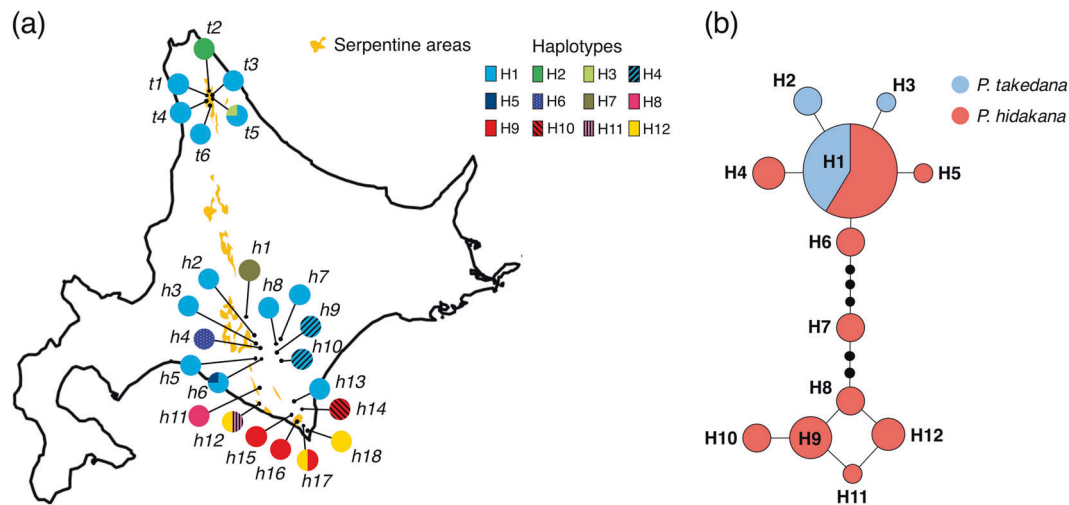 (a)
t2
t3
t1
t4
t5
t6
Serpentine areas
Haplotypes
H1 H2 H3 H4
H5 H6 H7 H8
H9 H10 H11 H12
h1
h2
h8
h7
h3
h9
h4
h10
h5
h6
h13
h11
h14
h12
h15
h18
h16
h17
(b)
H2
H3
P. takedana
P. hidakana
H1
H4
H5
H6
H7
H8
H10
H9
H12
H11